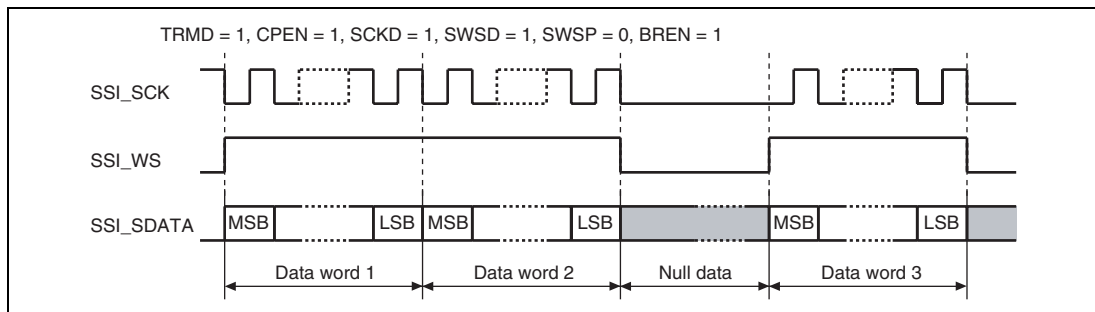 TRMD = 1, CPEN = 1, SCKD = 1, SWSD = 1, SWSP = 0, BREN = 1
SSI_SCK
SSI_WS
SSI_SDATA
MSB LSB MSB LSB MSB LSB
Data word 1 Data word 2 Null data Data word 3